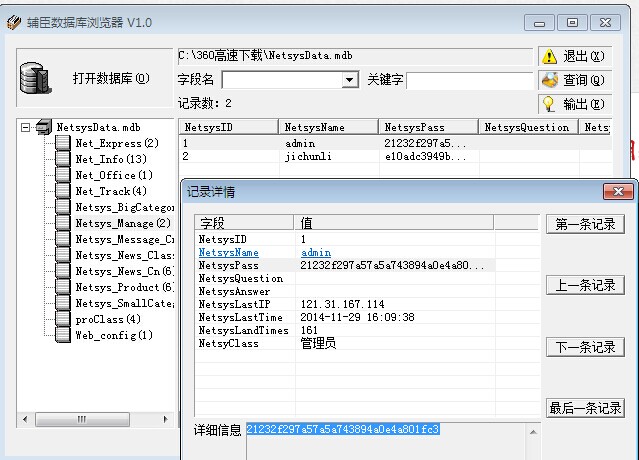 辅臣数据库浏览器 V1.0
打开数据库(O)
C:\360高速下载\NetsysData.mdb
退出(X)
字段名
关键字
查询(Q)
记录数：2
输出(E)
NetsysData.mdb
Net_Express(2)
Net_Info(13)
Net_Office(1)
Net_Track(4)
Netsys_BigCategor
Netsys_Manage(2)
Netsys_Message_Cn
Netsys_News_Class
Netsys_News_Cn(6)
Netsys_Product(6)
Netsys_SmallCateg
proClass(4)
Web_config(1)
NetsysID NetsysName NetsysPass NetsysQuestion Netsys
1 admin 21232f297a5...
2 jichunli e10adc3949b...
记录详情
字段 值
NetsysID 1
NetsysName admin
NetsysPass 21232f297a57a5a743894a0e4a80...
NetsysQuestion
NetsysAnswer
NetsysLastIP 121.31.167.114
NetsysLastTime 2014-11-29 16:09:38
NetsysLandTimes 161
NetsyClass 管理员
第一条记录
上一条记录
下一条记录
最后一条记录
详细信息 21232f297a57a5a743894a0e4a801fc3